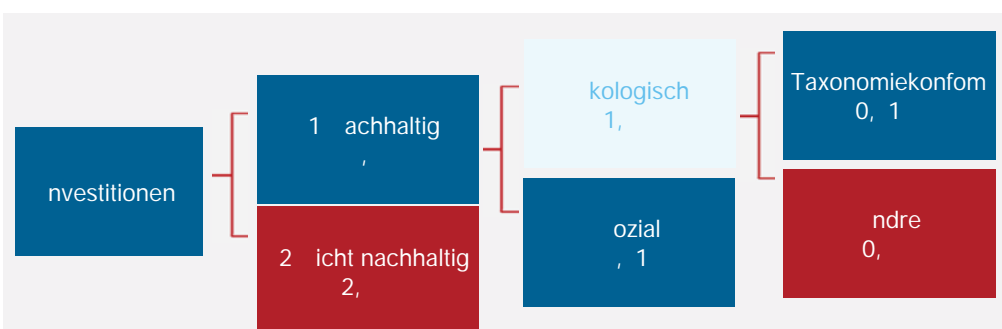 nvestitionen
1 achhaltig
,
2 icht nachhaltig
2,
kologisch
1,
ozial
, 1
Taxonomiekonfom
0, 1
ndre
0,